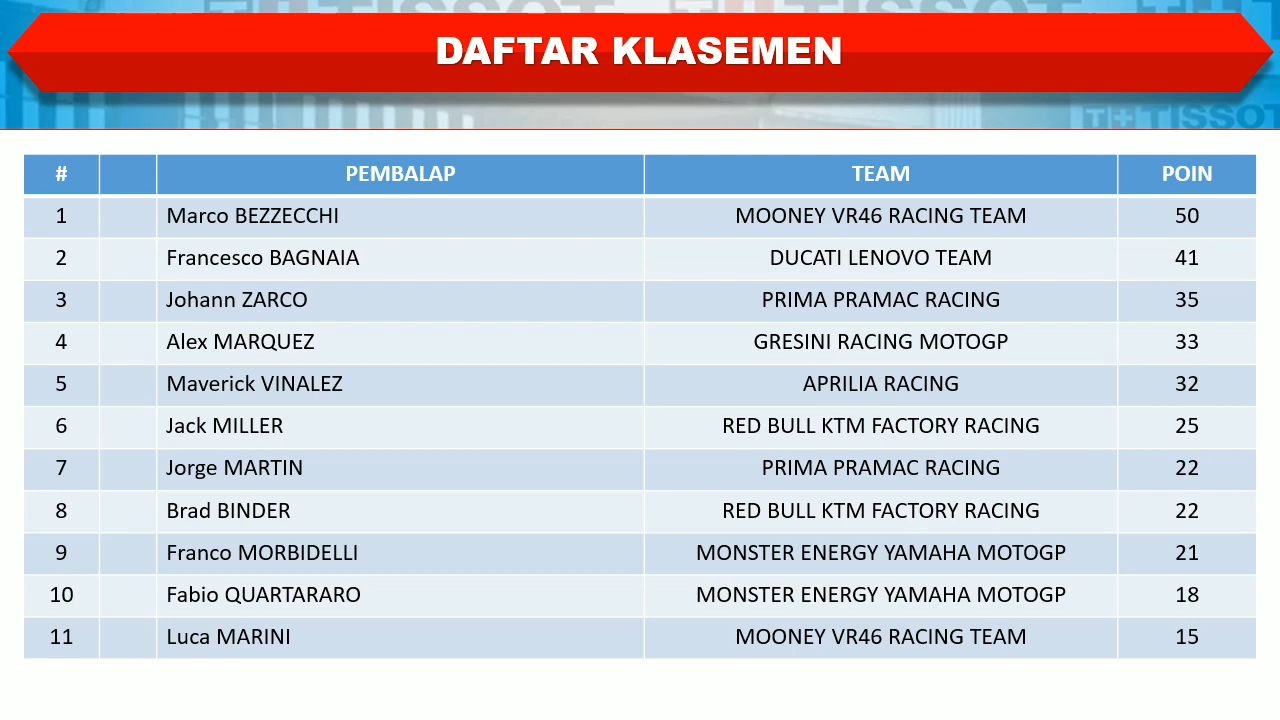 DAFTAR KLASEMEN
# PEMBALAP TEAM POIN
1 Marco BEZZECCHI MOONEY VR46 RACING TEAM 50
2 Francesco BAGNAIA DUCATI LENOVO TEAM 41
3 Johann ZARCO PRIMA PRAMAC RACING 35
4 Alex MARQUEZ GRESINI RACING MOTOGP 33
5 Maverick VINALEZ APRILIA RACING 32
6 Jack MILLER RED BULL KTM FACTORY RACING 25
7 Jorge MARTIN PRIMA PRAMAC RACING 22
8 Brad BINDER RED BULL KTM FACTORY RACING 22
9 Franco MORBIDELLI MONSTER ENERGY YAMAHA MOTOGP 21
10 Fabio QUARTARARO MONSTER ENERGY YAMAHA MOTOGP 18
11 Luca MARINI MOONEY VR46 RACING TEAM 15
TISSOT